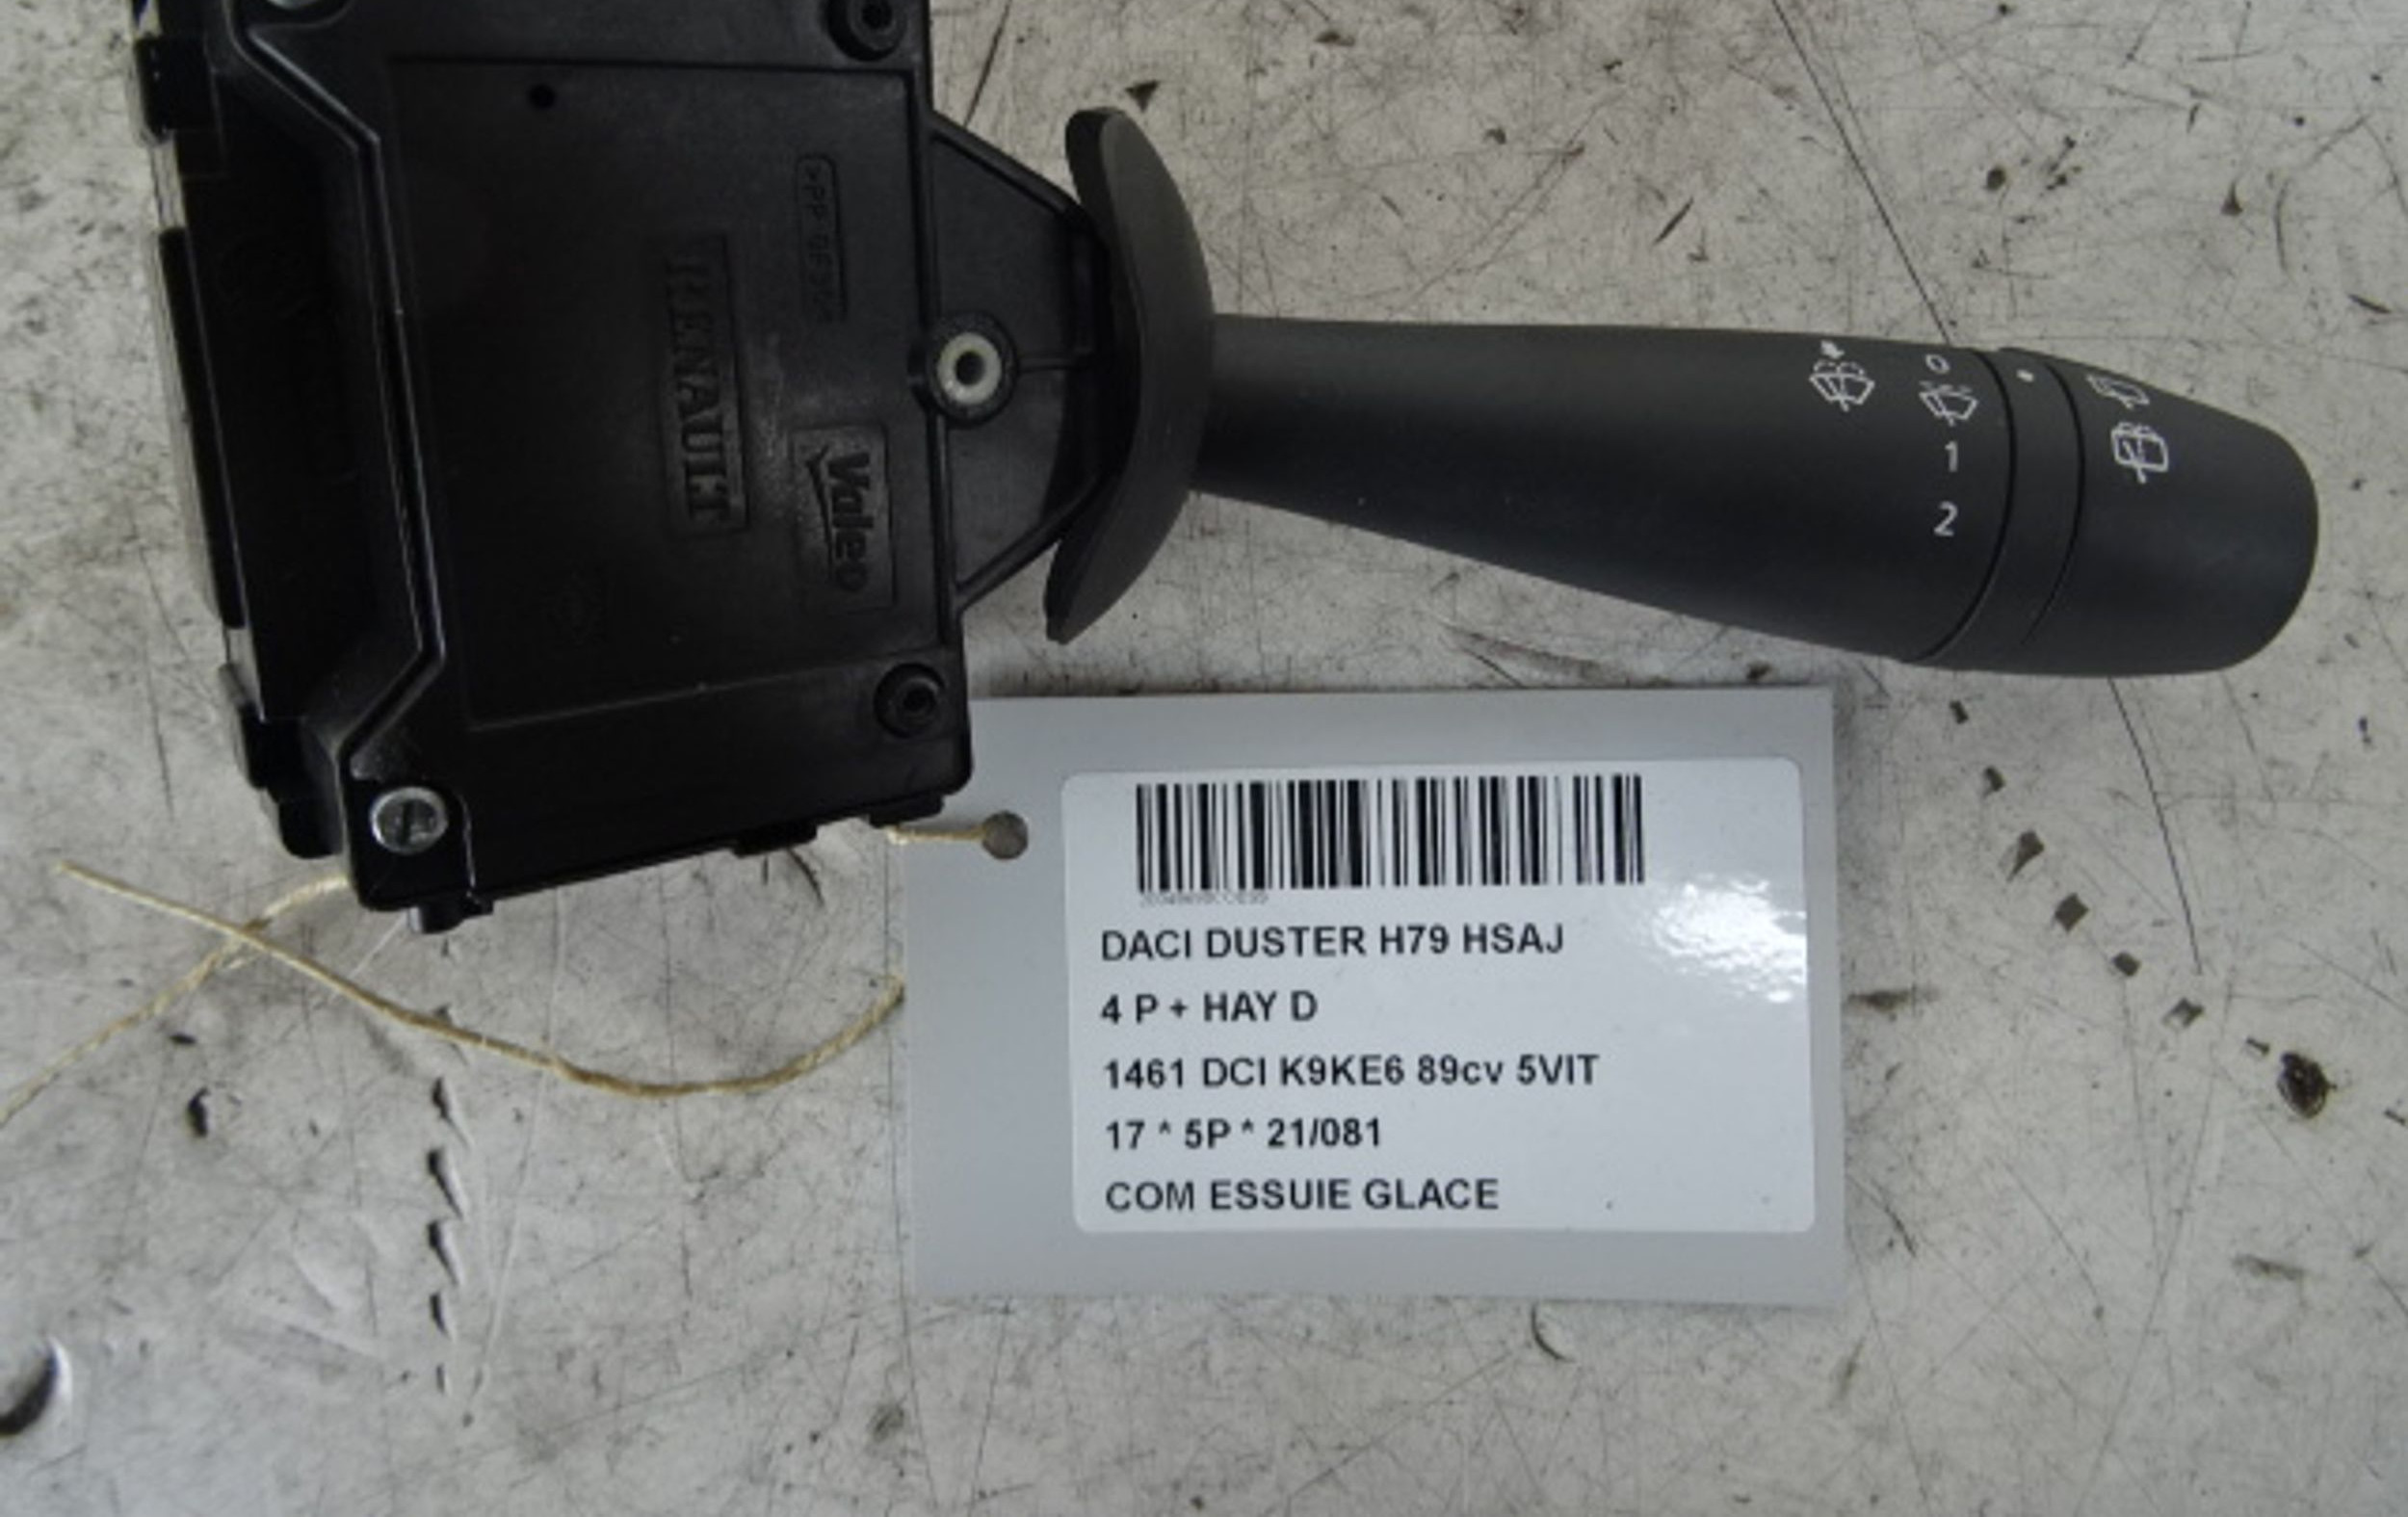 RENAULT
Valeo
0
1
2
DACI DUSTER H79 HSAJ
4 P + HAY D
1461 DCI K9KE6 89cv 5VIT
17 * 5P * 21/081
COM ESSUIE GLACE